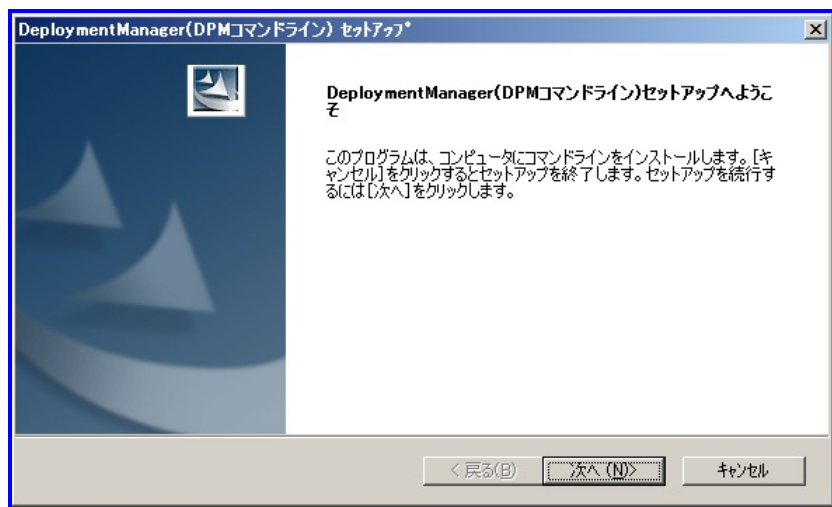 DeploymentManager(DPMコマンドライン) ｾｯﾄｱｯﾌﾟ
DeploymentManager(DPMコマンドライン)セットアップへようこ
そ
このプログラムは、コンピュータにコマンドラインをインストールします。[キ
ャンセル]をクリックするとセットアップを終了します。セットアップを続行す
るには[次へ]をクリックします。
< 戻る(B)
次へ (N)>
ｷｬﾝｾﾙ